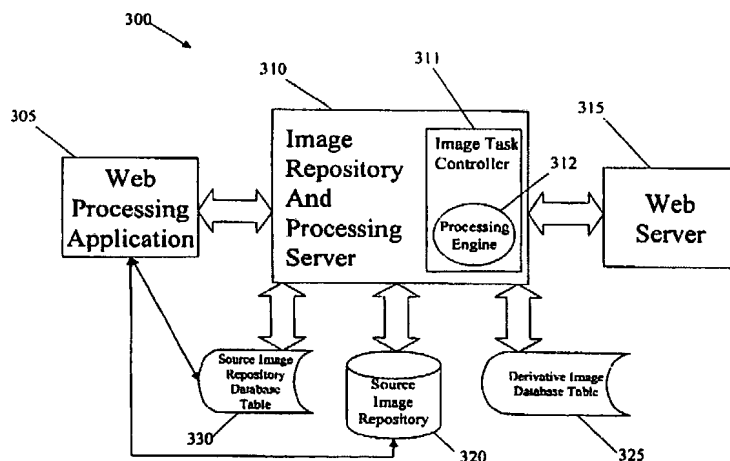 300
310
311
305
315
Image
Repository
And
Processing
Server
Image Task
Controller
312
Processing
Engine
Web
Processing
Application
Web
Server
Source Image
Repository
Database
Table
330
Source
Image
Repository
320
Derivative Image
Database Table
325